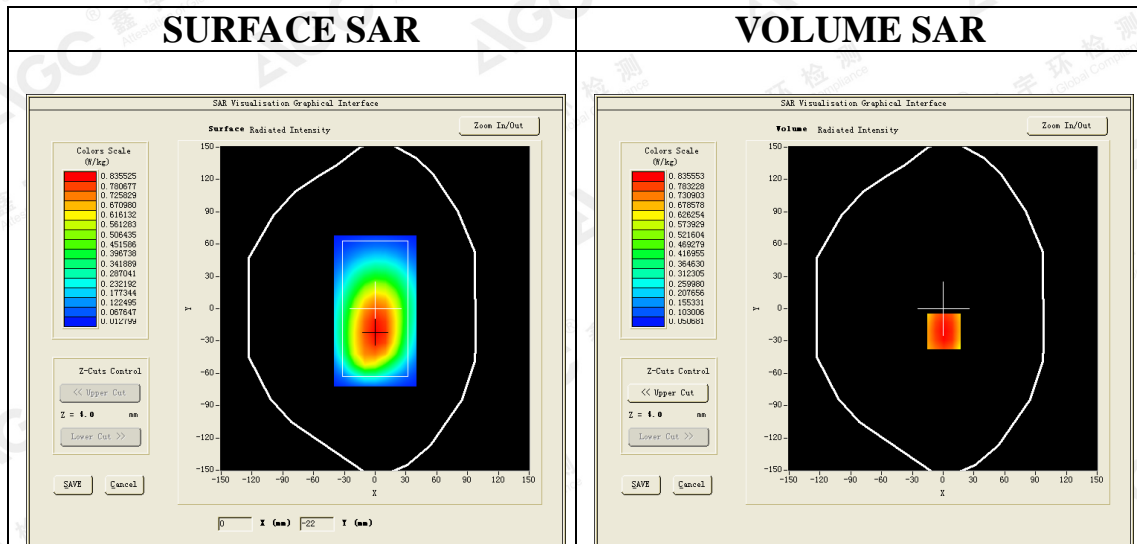 SURFACE SAR
VOLUME SAR
SAR Visualisation Graphical Interface
Surface Radiated Intensity
Zoom In/Out
Colors Scale
(W/kg)
0.835525
0.780677
0.725829
0.670980
0.616132
0.561283
0.506435
0.451586
0.396738
0.341889
0.287041
0.232192
0.177344
0.122495
0.067647
0.012799
150
120
90
60
30
0
-30
-60
-90
-120
-150
Y
-150 -120 -90 -60 -30 0 30 60 90 120 150
X
Z-Cuts Control
<< Upper Cut
Z = 4.0 mm
Lower Cut >>
SAVE
Cancel
0 X (mm) -22 Y (mm)
SAR Visualisation Graphical Interface
Volume Radiated Intensity
Zoom In/Out
Colors Scale
(W/kg)
0.835553
0.783228
0.730903
0.678578
0.626254
0.573929
0.521604
0.469279
0.416955
0.364630
0.312305
0.259980
0.207656
0.155331
0.103006
0.050681
150
120
90
60
30
0
-30
-60
-90
-120
-150
Y
-150 -120 -90 -60 -30 0 30 60 90 120 150
X
Z-Cuts Control
<< Upper Cut
Z = 4.0 mm
Lower Cut >>
SAVE
Cancel
AGC